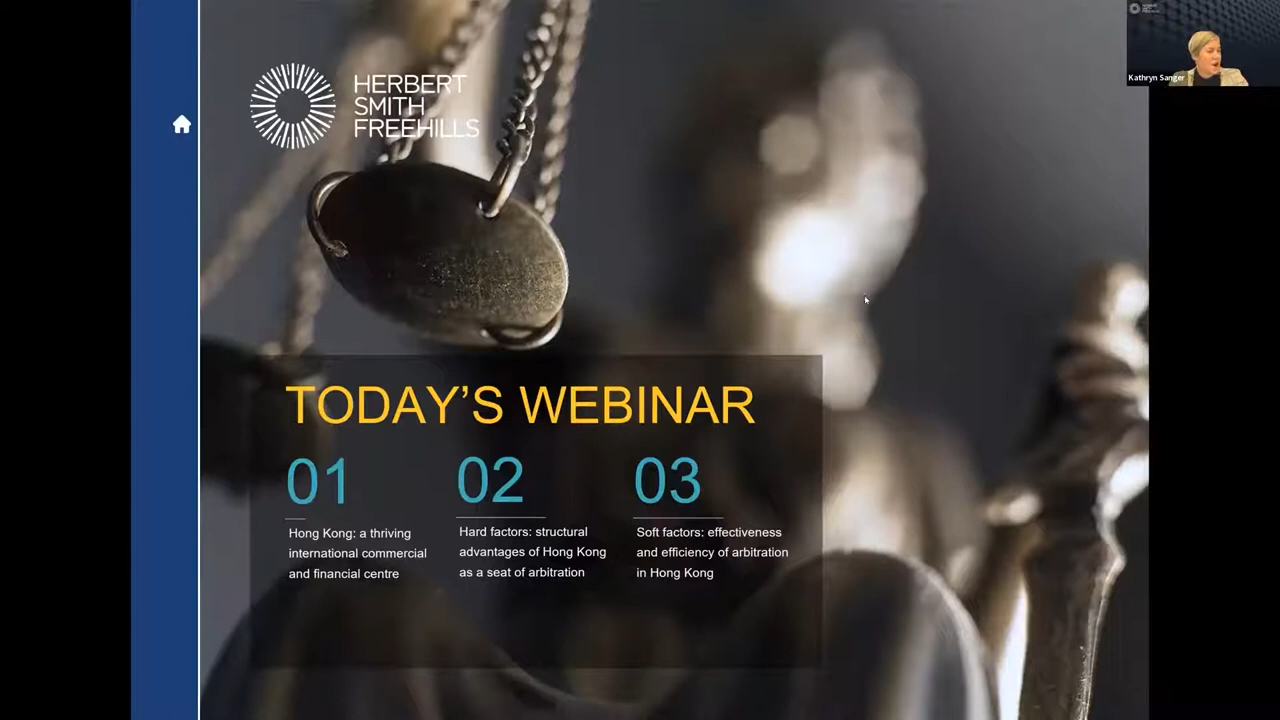 HERBERT
SMITH
FREEHILLS
Kathryn Sanger
TODAY'S WEBINAR
01
Hong Kong: a thriving
international commercial
and financial centre
02
Hard factors: structural
advantages of Hong Kong
as a seat of arbitration
03
Soft factors: effectiveness
and efficiency of arbitration
in Hong Kong